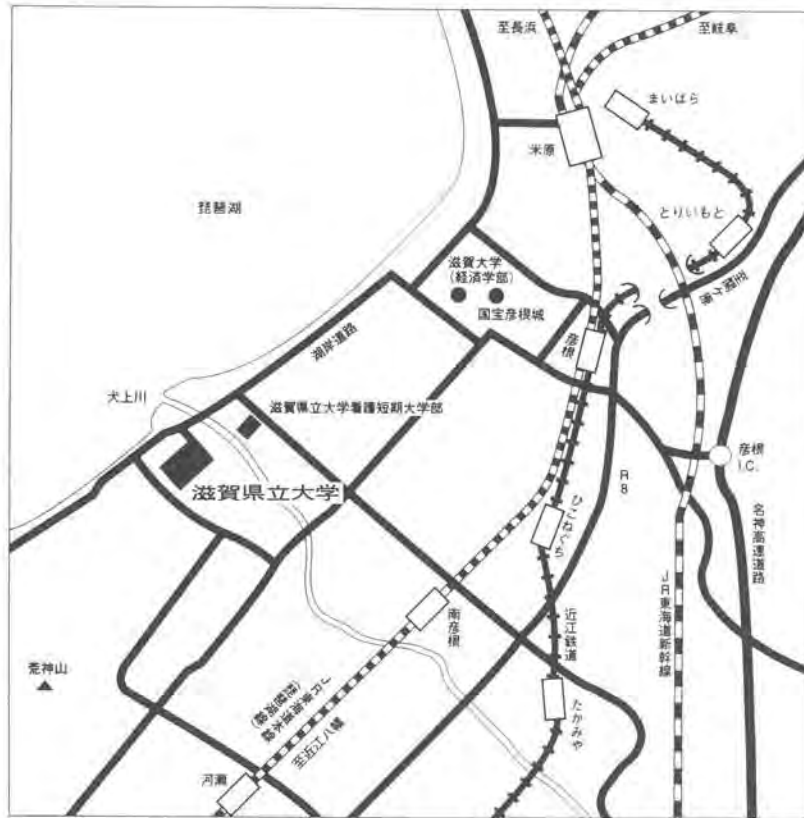 至長浜
至岐阜
まいばら
米原
とりいもと
琵琶湖
滋賀大学
(経済学部)
国宝彦根城
至関ヶ原
彦根
湖岸道路
犬上川
滋賀県立大学看護短期大学部
滋賀県立大学
彦根
I.C.
R8
ひこねぐち
名神高速道路
南彦根
近江鉄道
JR東海道新幹線
荒神山
JR東海道本線
(琵琶湖線)
至近江八幡
たかみや
河瀬